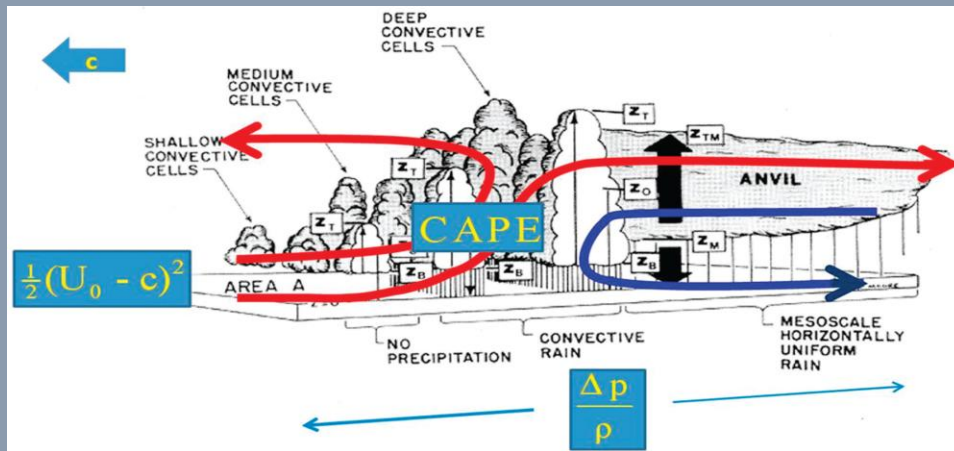 DEEP
CONVECTIVE
CELLS
c
MEDIUM
CONVECTIVE
CELLS
SHALLOW
CONVECTIVE
CELLS
Z_T
Z_TM
Z_T
ANVIL
Z_O
Z_T
CAPE
Z_M
Z_B
Z_B
Z_B
½(U₀ - c)²
AREA A
NO
PRECIPITATION
CONVECTIVE
RAIN
MESOSCALE
HORIZONTALLY
UNIFORM
RAIN
Δp
ρ